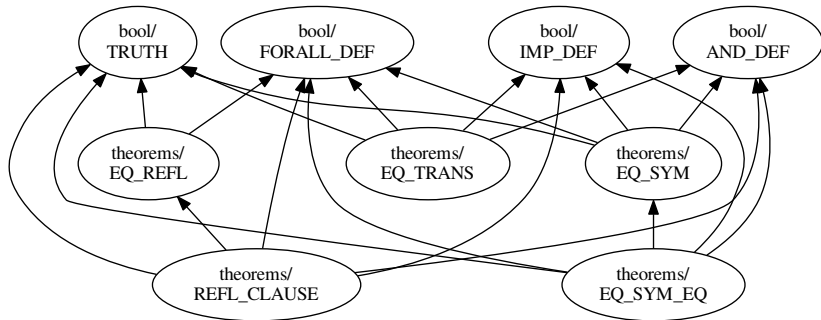 bool/
TRUTH
bool/
FORALL_DEF
bool/
IMP_DEF
bool/
AND_DEF
theorems/
EQ_REFL
theorems/
EQ_TRANS
theorems/
EQ_SYM
theorems/
REFL_CLAUSE
theorems/
EQ_SYM_EQ